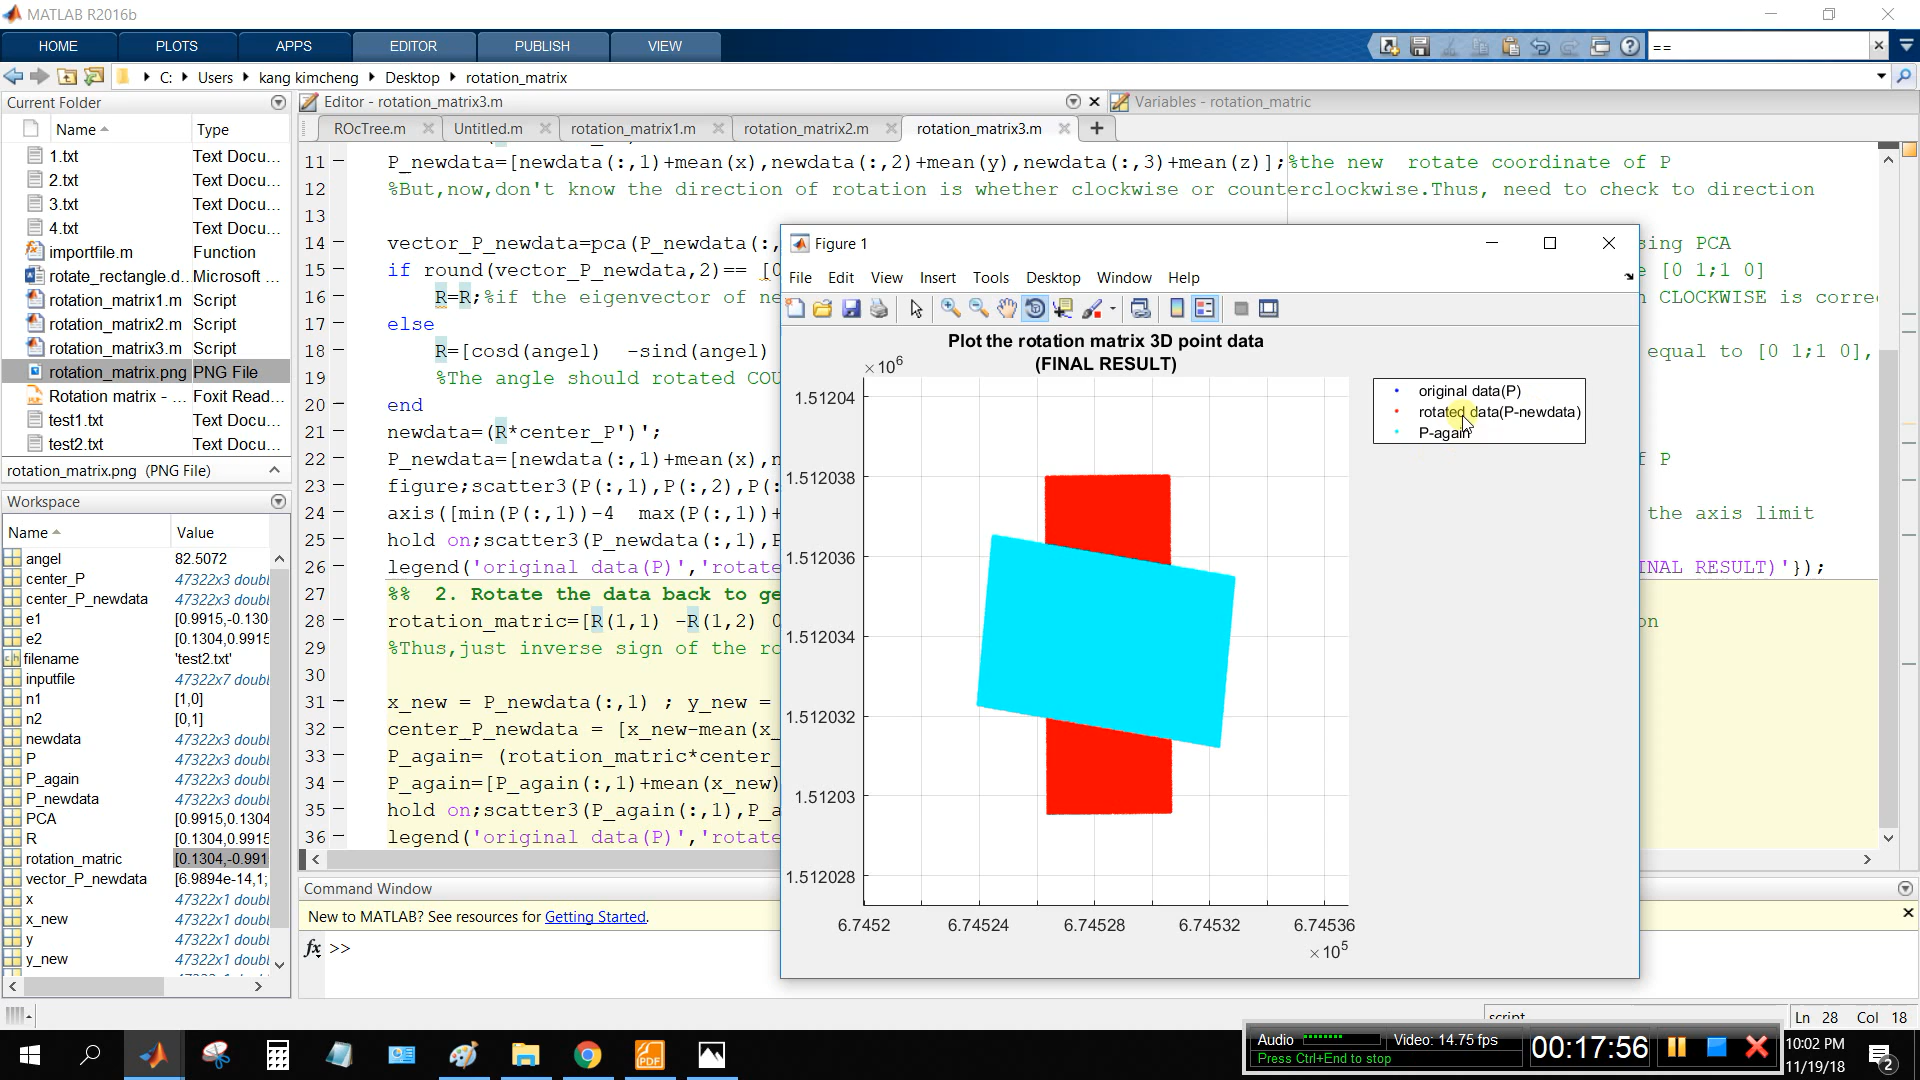 MATLAB R2016b
HOME PLOTS APPS EDITOR PUBLISH VIEW ==
C: Users kang kimcheng Desktop rotation_matrix
Current Folder
Name Type
1.txt Text Docu...
2.txt Text Docu...
3.txt Text Docu...
4.txt Text Docu...
importfile.m Function
rotate_rectangle.d... Microsoft ...
rotation_matrix1.m Script
rotation_matrix2.m Script
rotation_matrix3.m Script
rotation_matrix.png PNG File
Rotation matrix - ... Foxit Read...
test1.txt Text Docu...
test2.txt Text Docu...
rotation_matrix.png (PNG File)
Workspace
Name Value
angel 82.5072
center_P 47322x3 doubl
center_P_newdata 47322x3 doubl
e1 [0.9915,-0.130
e2 [0.1304,0.9915
filename 'test2.txt'
inputfile 47322x7 doubl
n1 [1,0]
n2 [0,1]
newdata 47322x3 doubl
P 47322x3 doubl
P_again 47322x3 doubl
P_newdata 47322x3 doubl
PCA [0.9915,0.1304
R [0.1304,0.9915
rotation_matric [0.1304,-0.991
vector_P_newdata [6.9894e-14,1;
x 47322x1 doubl
x_new 47322x1 doubl
y 47322x1 doubl
y_new 47322x1 doubl
Editor - rotation_matrix3.m
Variables - rotation_matric
ROcTree.m Untitled.m rotation_matrix1.m rotation_matrix2.m rotation_matrix3.m
11 P_newdata=[newdata(:,1)+mean(x),newdata(:,2)+mean(y),newdata(:,3)+mean(z)];%the new rotate coordinate of P
12 %But,now,don't know the direction of rotation is whether clockwise or counterclockwise.Thus, need to check to direction
13
14 vector_P_newdata=pca(P_newdata(:, sing PCA
15 if round(vector_P_newdata,2)== [0 e [0 1;1 0]
16 R=R;%if the eigenvector of ne n CLOCKWISE is corre
17 else
18 R=[cosd(angel) -sind(angel) equal to [0 1;1 0],
19 %The angle should rotated COU
20 end
21 newdata=(R*center_P')';
22 P_newdata=[newdata(:,1)+mean(x),n f P
23 figure;scatter3(P(:,1),P(:,2),P(:
24 axis([min(P(:,1))-4 max(P(:,1))+ the axis limit
25 hold on;scatter3(P_newdata(:,1),P
26 legend('original data(P)','rotate INAL RESULT)'});
27 %% 2. Rotate the data back to ge
28 rotation_matric=[R(1,1) -R(1,2) 0 on
29 %Thus,just inverse sign of the ro
30
31 x_new = P_newdata(:,1) ; y_new =
32 center_P_newdata = [x_new-mean(x_
33 P_again= (rotation_matric*center_
34 P_again=[P_again(:,1)+mean(x_new)
35 hold on;scatter3(P_again(:,1),P_a
36 legend('original data(P)','rotate
Command Window
New to MATLAB? See resources for Getting Started.
fx >>
Figure 1
File Edit View Insert Tools Desktop Window Help
Plot the rotation matrix 3D point data
(FINAL RESULT)
×10⁶
1.51204
1.512038
1.512036
1.512034
1.512032
1.51203
1.512028
6.7452 6.74524 6.74528 6.74532 6.74536
×10⁵
original data(P)
rotated data(P-newdata)
P-again
script Ln 28 Col 18
Audio Video: 14.75 fps
Press Ctrl+End to stop
00:17:56
10:02 PM
11/19/18
2
PDF